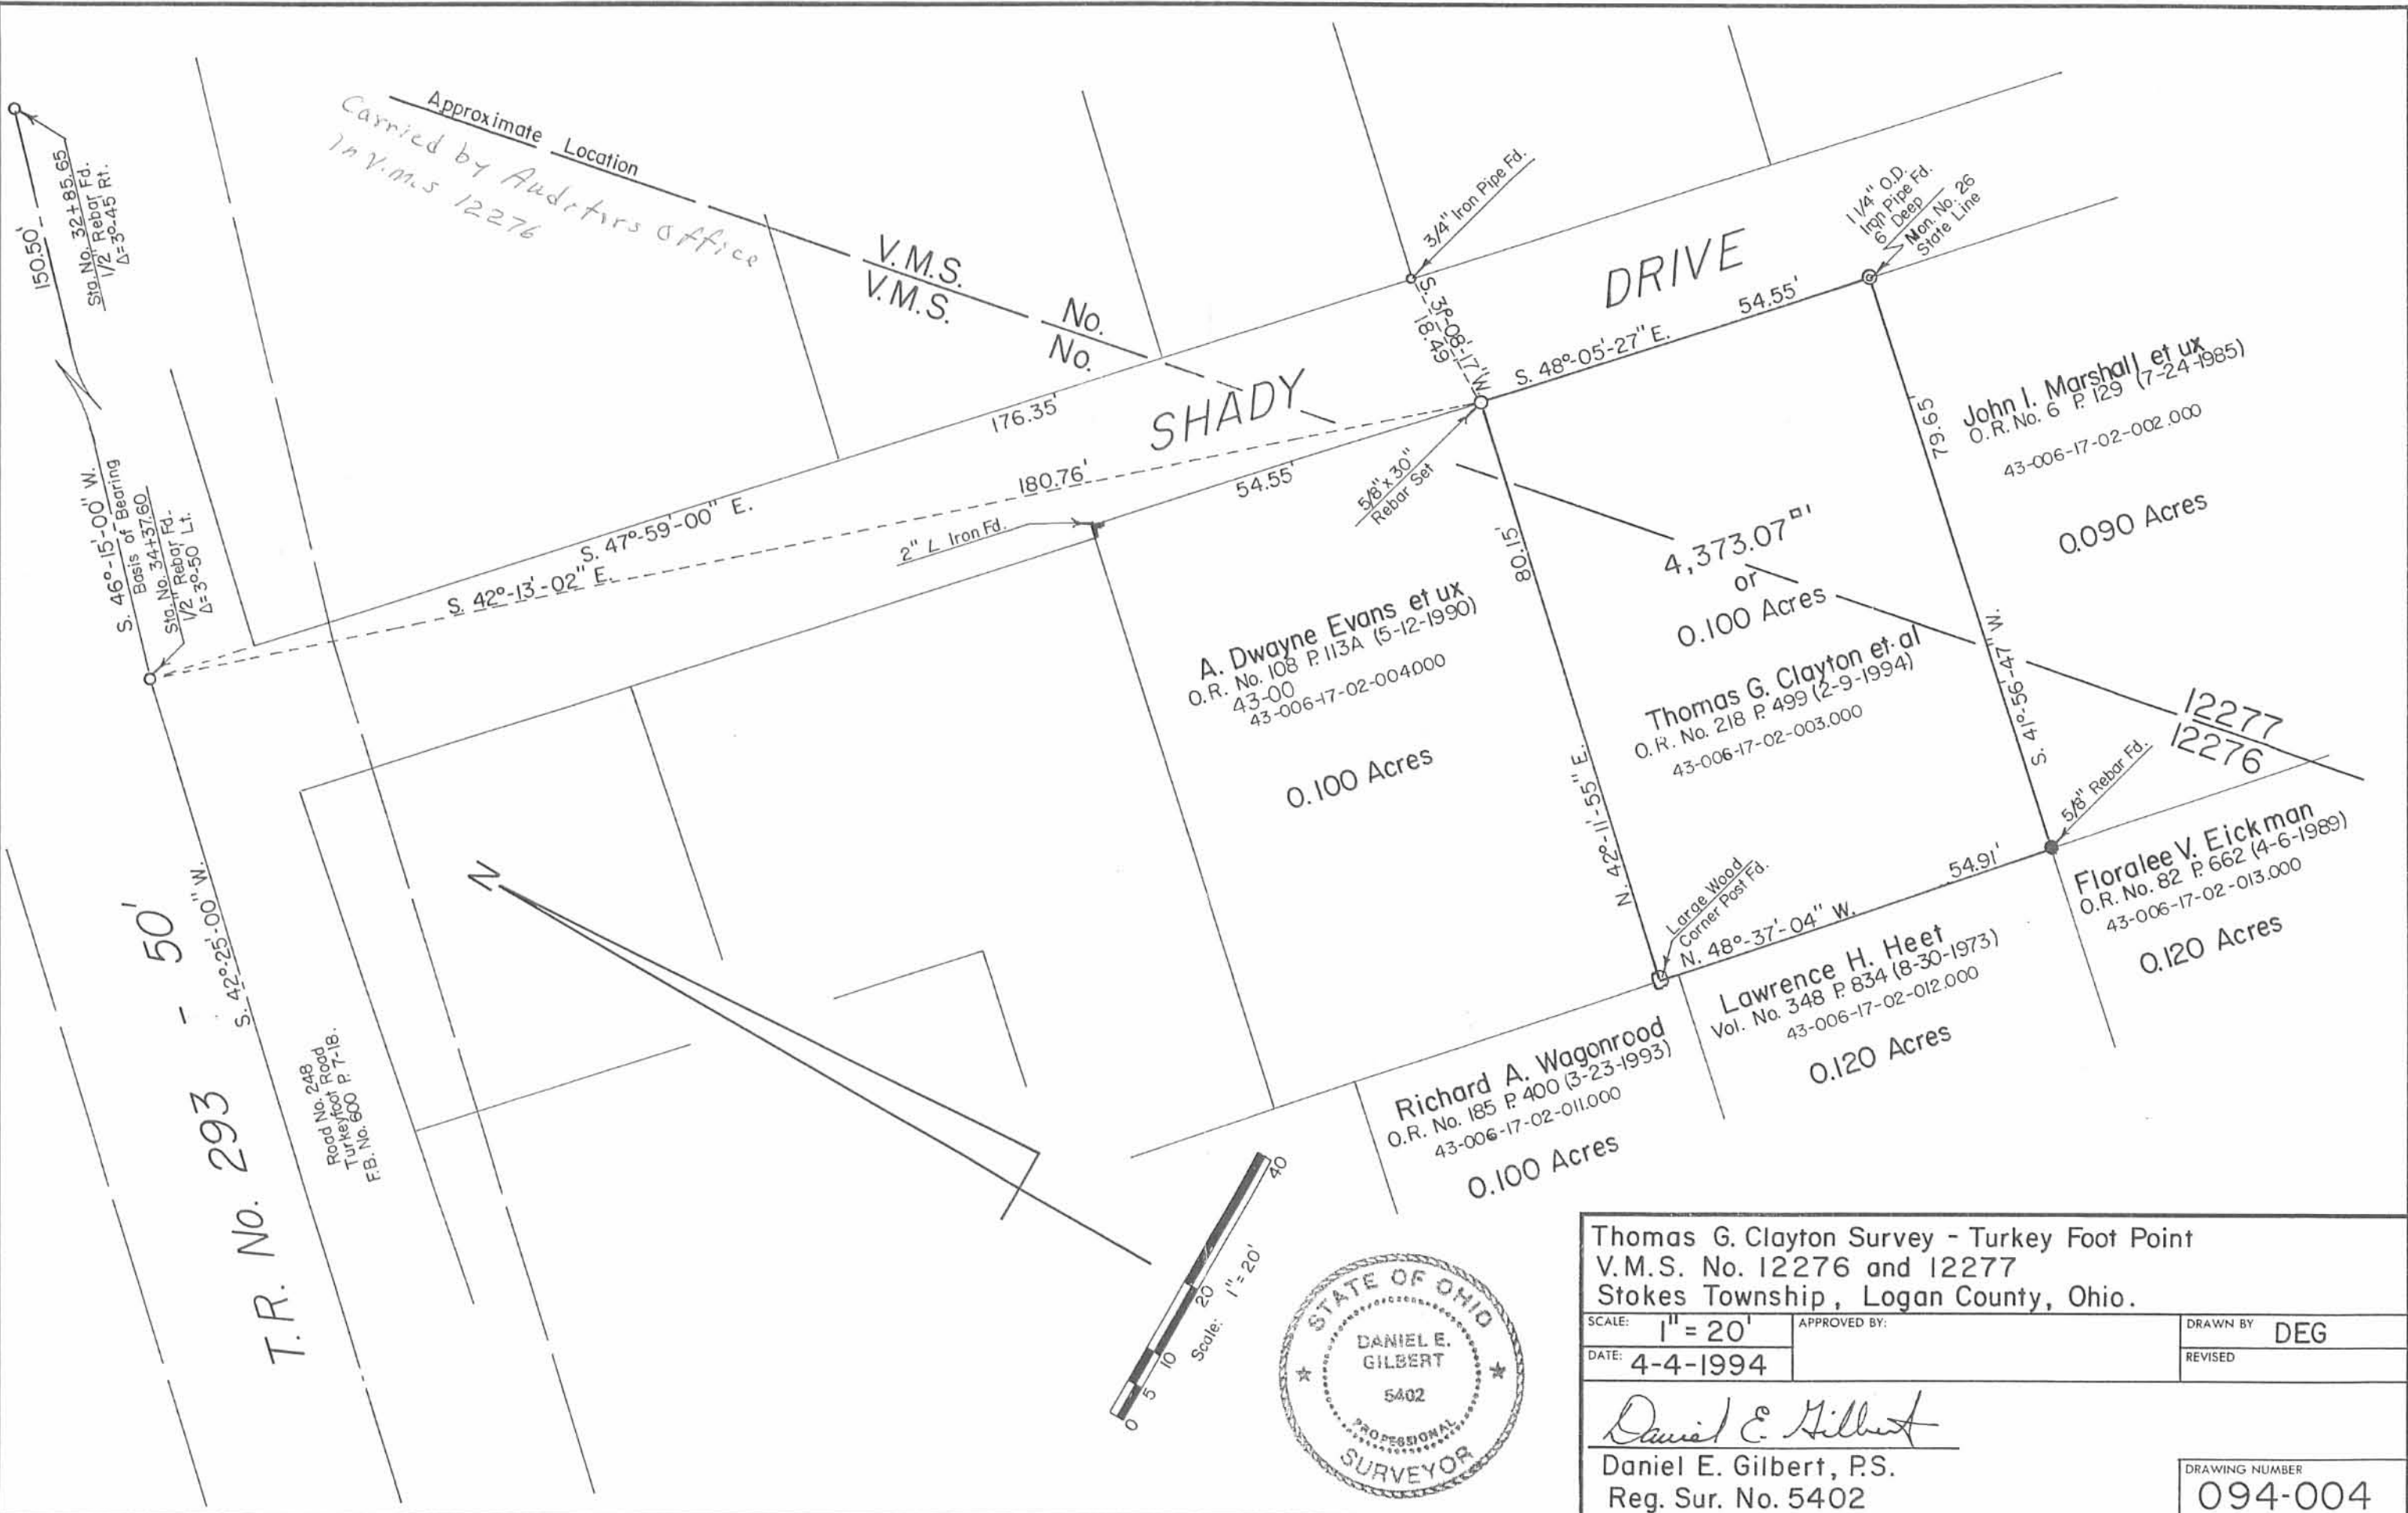 150.50'
Sta. No. 32+85.65
1/2" Rebar Fd.
Δ=3°-45' Rt.
Approximate Location
Carried by Auditors Office
In V.M.S 12276
V.M.S. No.
V.M.S. No.
S. 46°-15'-00" W.
Basis of Bearing
Sta. No. 34+37.60
1/2" Rebar Fd.
Δ=3°-50' Lt.
3/4" Iron Pipe Fd.
18.49'
1 1/4" O.D.
Iron Pipe Fd.
6" Deep
Mon. No. 26
State Line
SHADY DRIVE
S. 48°-05'-27" E. 54.55'
S. 47°-59'-00" E. 176.35'
S. 42°-13'-02" E. 180.76'
54.55'
2" L Iron Fd.
5/8" x 30"
Rebar Set
79.65'
S. 41°-56'-47" W.
John I. Marshall et ux
O.R. No. 6 P. 129 (7-24-1985)
43-006-17-02-002.000
0.090 Acres
80.15'
N. 42°-11'-55" E.
4,373.07 □'
or
0.100 Acres
Thomas G. Clayton et al
O.R. No. 218 P. 499 (2-9-1994)
43-006-17-02-003.000
A. Dwayne Evans et ux
O.R. No. 108 P. 113A (5-12-1990)
43-00
43-006-17-02-004.000
0.100 Acres
12277
12276
5/8" Rebar Fd.
Large Wood
Corner Post Fd.
N. 48°-37'-04" W. 54.91'
Floralee V. Eickman
O.R. No. 82 P. 662 (4-6-1989)
43-006-17-02-013.000
0.120 Acres
Lawrence H. Heet
Vol. No. 348 P. 834 (8-30-1973)
43-006-17-02-012.000
0.120 Acres
Richard A. Wagonrood
O.R. No. 185 P. 400 (3-23-1993)
43-006-17-02-011.000
0.100 Acres
N
S. 42°-25'-00" W.
T.R. No. 293 - 50'
Road No. 248
Turkeyfoot Road
F.B. No. 600 P. 7-18.
0 5 10 20 40
Scale: 1" = 20'
STATE OF OHIO
DANIEL E.
GILBERT
5402
PROFESSIONAL
SURVEYOR
Thomas G. Clayton Survey - Turkey Foot Point
V.M.S. No. 12276 and 12277
Stokes Township, Logan County, Ohio.
SCALE: 1" = 20'
APPROVED BY:
DRAWN BY DEG
DATE: 4-4-1994
REVISED
Daniel E. Gilbert
Daniel E. Gilbert, P.S.
Reg. Sur. No. 5402
DRAWING NUMBER
094-004